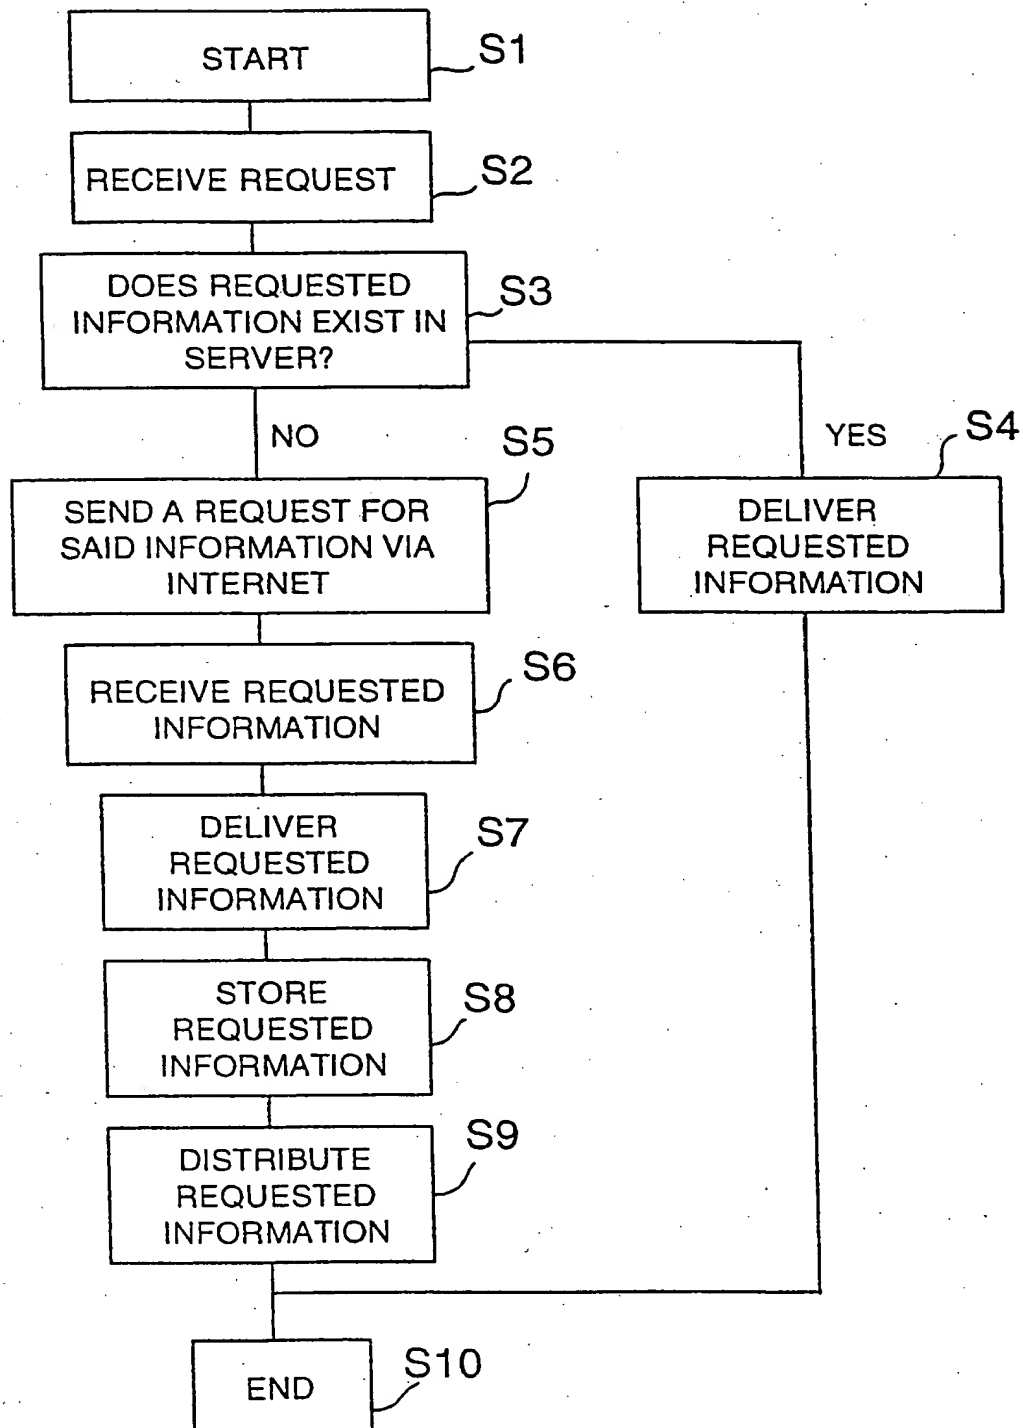 START
S1
RECEIVE REQUEST
S2
DOES REQUESTED
INFORMATION EXIST IN
SERVER?
S3
NO
YES
S4
DELIVER
REQUESTED
INFORMATION
S5
SEND A REQUEST FOR
SAID INFORMATION VIA
INTERNET
S6
RECEIVE REQUESTED
INFORMATION
DELIVER
REQUESTED
INFORMATION
S7
STORE
REQUESTED
INFORMATION
S8
DISTRIBUTE
REQUESTED
INFORMATION
S9
END
S10